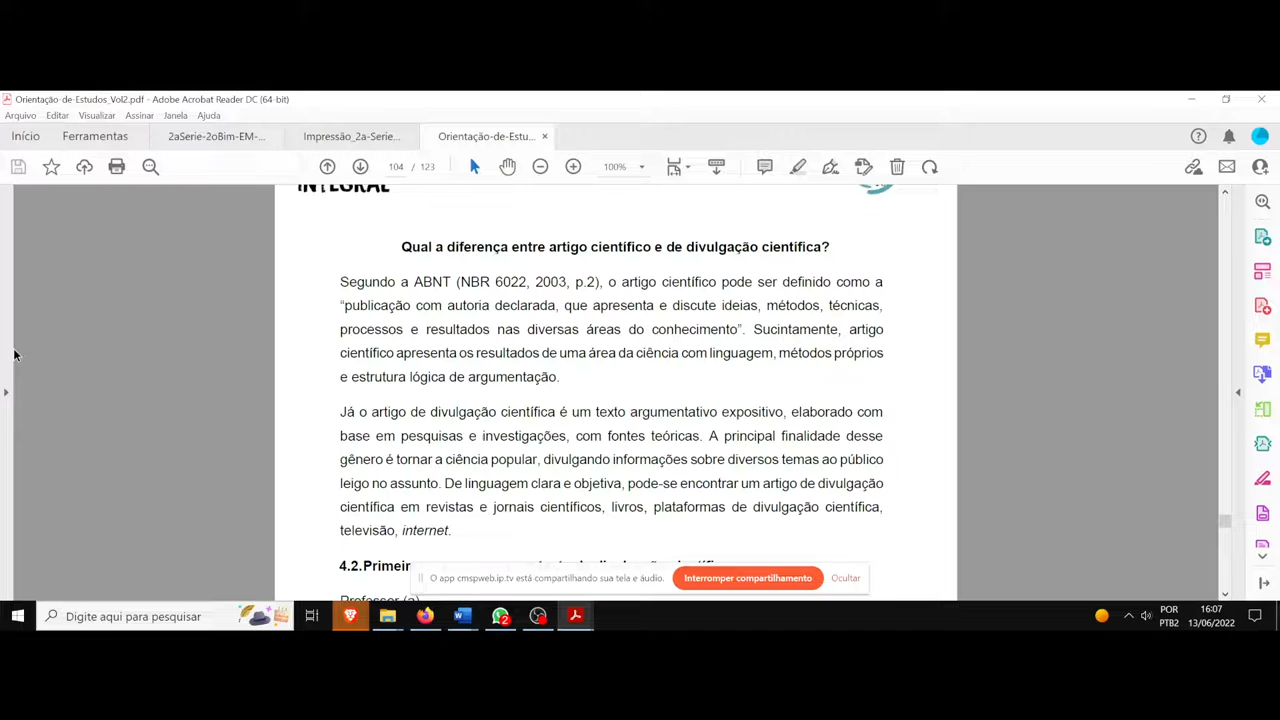 Orientação-de-Estudos_Vol2.pdf - Adobe Acrobat Reader DC (64-bit)
Arquivo Editar Visualizar Assinar Janela Ajuda
Início Ferramentas 2aSerie-2oBim-EM-... Impressão_2a-Serie... Orientação-de-Estu...
104 / 123 100%
INTEGRAL
Qual a diferença entre artigo científico e de divulgação científica?
Segundo a ABNT (NBR 6022, 2003, p.2), o artigo científico pode ser definido como a
“publicação com autoria declarada, que apresenta e discute ideias, métodos, técnicas,
processos e resultados nas diversas áreas do conhecimento”. Sucintamente, artigo
científico apresenta os resultados de uma área da ciência com linguagem, métodos próprios
e estrutura lógica de argumentação.
Já o artigo de divulgação científica é um texto argumentativo expositivo, elaborado com
base em pesquisas e investigações, com fontes teóricas. A principal finalidade desse
gênero é tornar a ciência popular, divulgando informações sobre diversos temas ao público
leigo no assunto. De linguagem clara e objetiva, pode-se encontrar um artigo de divulgação
científica em revistas e jornais científicos, livros, plataformas de divulgação científica,
televisão, internet.
4.2.Primeir
O app cmspweb.ip.tv está compartilhando sua tela e áudio. Interromper compartilhamento Ocultar
Professor (a)
Digite aqui para pesquisar 2 POR 16:07
PTB2 13/06/2022